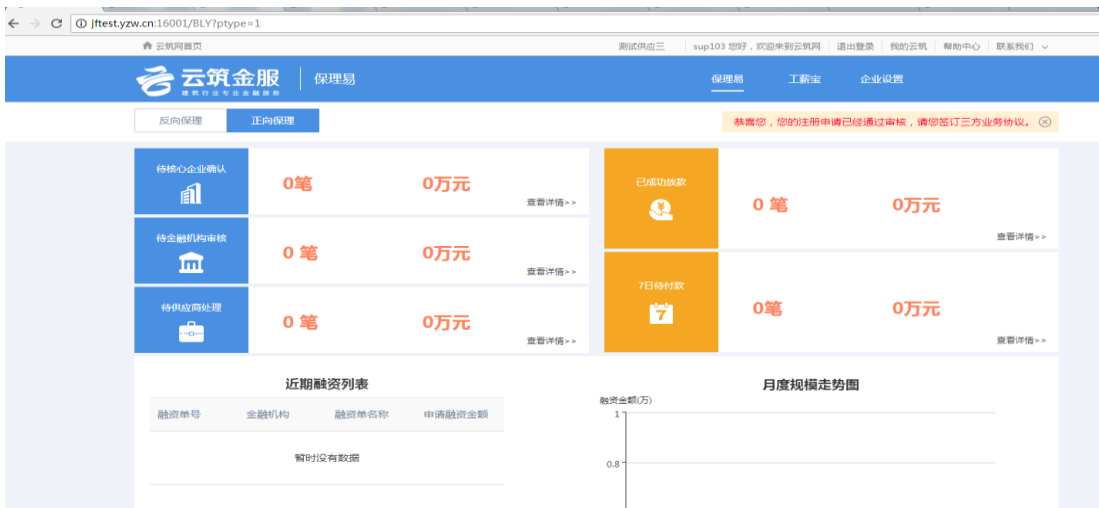 jftest.yzw.cn:16001/BLY?ptype=1
云筑网首页
测试供应三 sup103 您好，欢迎来到云筑网 退出登录 我的云筑 帮助中心 联系我们
云筑金服 保理易
建筑行业专业金融服务
保理易 工薪宝 企业设置
反向保理 正向保理
恭喜您，您的注册申请已经通过审核，请您签订三方业务协议。
待核心企业确认
0笔 0万元
查看详情>>
待金融机构审核
0 笔 0万元
查看详情>>
待供应商处理
0 笔 0万元
查看详情>>
已成功放款
0 笔 0万元
查看详情>>
7日待付款
7
0笔 0万元
查看详情>>
近期融资列表
融资单号 金融机构 融资单名称 申请融资金额
暂时没有数据
月度规模走势图
融资金额(万)
1
0.8